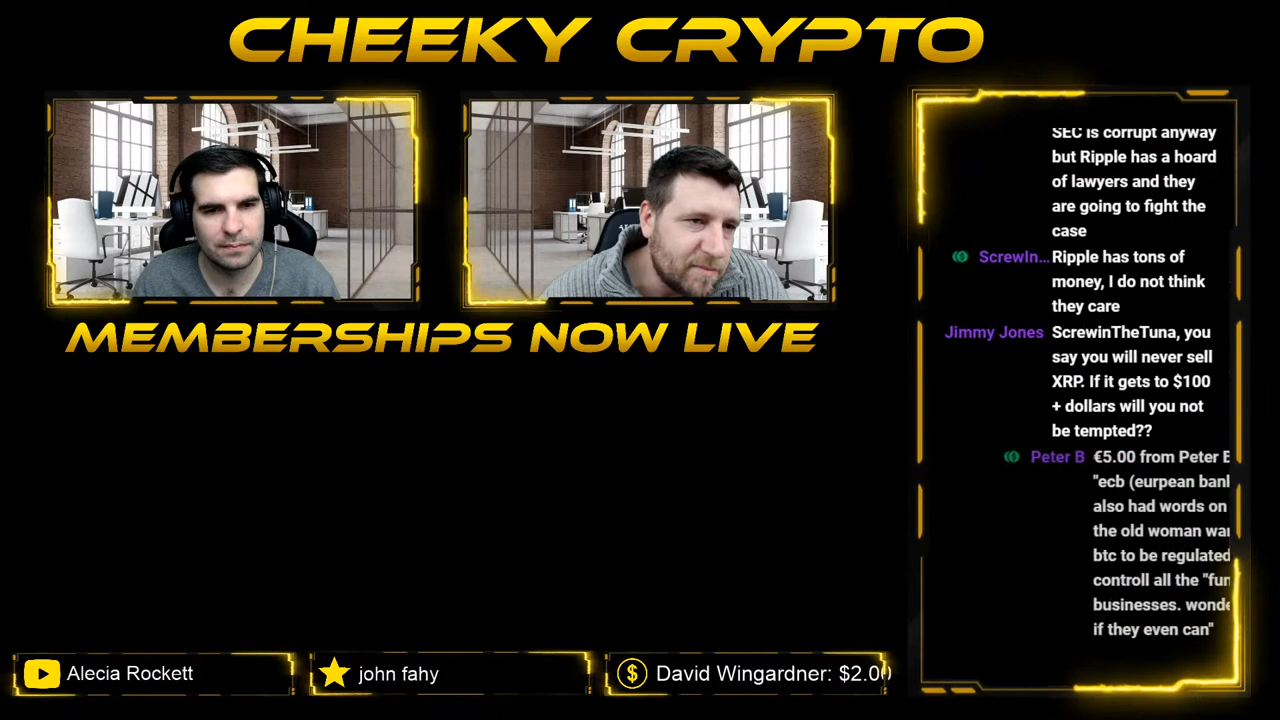 CHEEKY CRYPTO
MEMBERSHIPS NOW LIVE
SEC is corrupt anyway
but Ripple has a hoard
of lawyers and they
are going to fight the
case
ScrewIn... Ripple has tons of
money, I do not think
they care
Jimmy Jones ScrewinTheTuna, you
say you will never sell
XRP. If it gets to $100
+ dollars will you not
be tempted??
Peter B €5.00 from Peter B
"ecb (eurpean bank
also had words on
the old woman
btc to be regulated
controll all the
businesses.
if they even can"
Alecia Rockett
john fahy
David Wingardner: $2.00